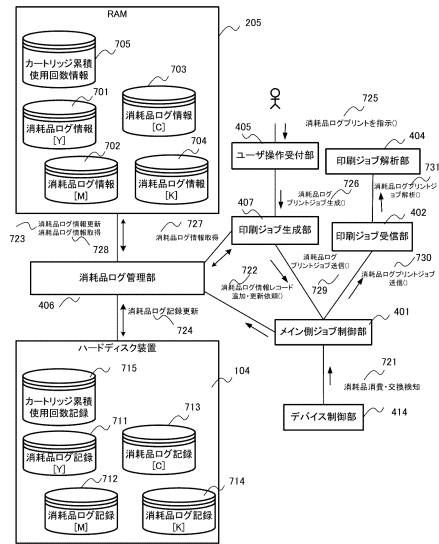 RAM
205
カートリッジ累積
使用回数情報
705
701
消耗品ログ情報
[Y]
703
消耗品ログ情報
[C]
702
消耗品ログ情報
[M]
704
消耗品ログ情報
[K]
725
消耗品ログプリントを指示()
405
ユーザ操作受付部
404
印刷ジョブ解析部
726
消耗品ログ
プリントジョブ生成()
731
消耗品ログプリントジ
ョブ解析()
407
印刷ジョブ生成部
402
印刷ジョブ受信部
723
消耗品ログ情報更新
消耗品ログ情報取得
728
727
消耗品ログ情報取得
消耗品ログ管理部
406
722
消耗品ログ情報レコード
追加・更新依頼()
消耗品ログ
プリントジョブ送信()
729
730
消耗品ログプリントジョブ
送信()
消耗品ログ記録更新
724
メイン側ジョブ制御部
401
721
消耗品消費・交換検知
デバイス制御部
414
ハードディスク装置
104
715
カートリッジ累積
使用回数記録
711
消耗品ログ記録
[Y]
713
消耗品ログ記録
[C]
712
消耗品ログ記録
[M]
714
消耗品ログ記録
[K]